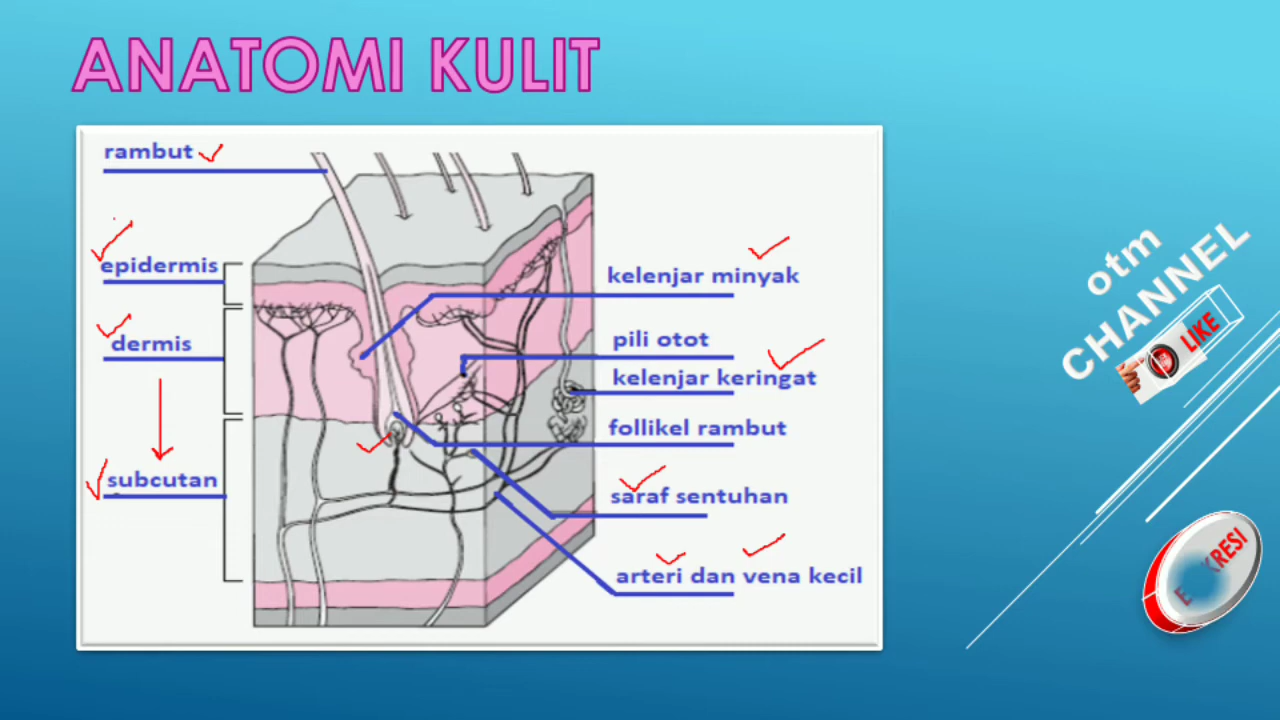 ANATOMI KULIT
rambut
epidermis
dermis
subcutan
kelenjar minyak
pili otot
kelenjar keringat
follikel rambut
saraf sentuhan
arteri dan vena kecil
otm
CHANNEL
LIKE